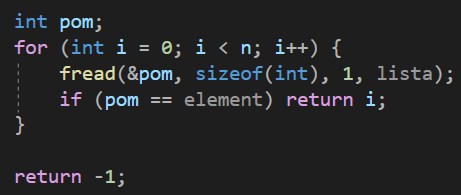 int pom;
for (int i = 0; i < n; i++) {
    fread(&pom, sizeof(int), 1, lista);
    if (pom == element) return i;
}
return -1;